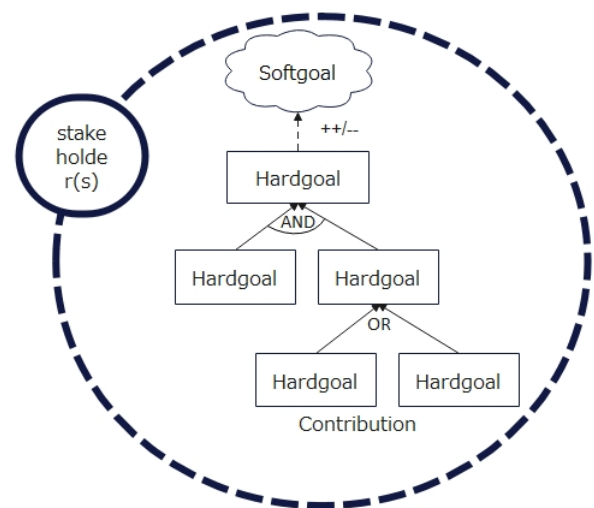 Softgoal
++/--
stake
holde
r(s)
Hardgoal
AND
Hardgoal
Hardgoal
OR
Hardgoal
Hardgoal
Contribution